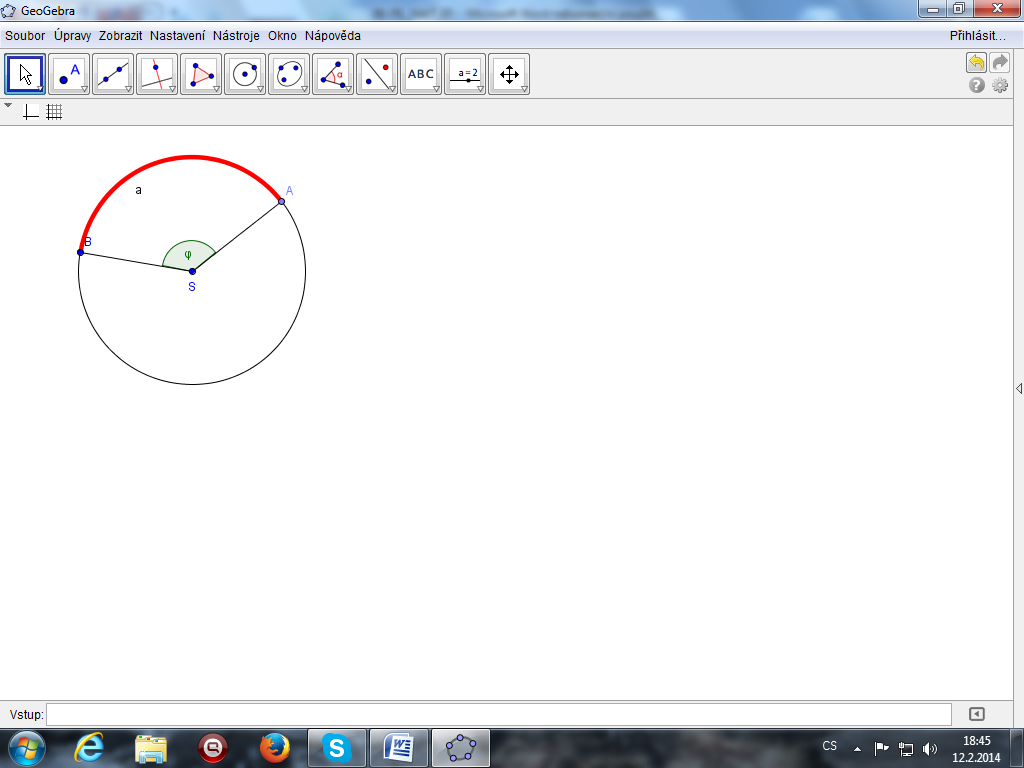 GeoGebra
Soubor Úpravy Zobrazit Nastavení Nástroje Okno Nápověda Přihlásit...
A α ABC a=2
a
A
B
φ
S
Vstup:
CS 18:45
12.2.2014